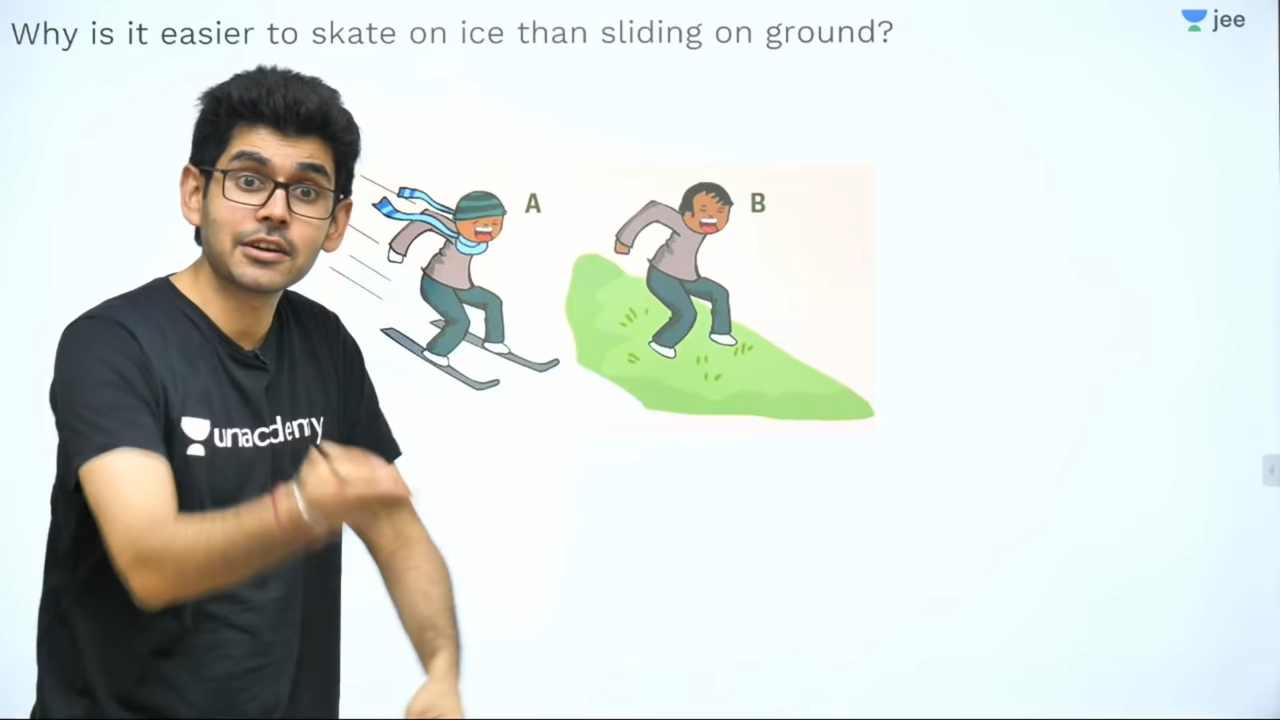 Why is it easier to skate on ice than sliding on ground?
jee
A
B
unacademy